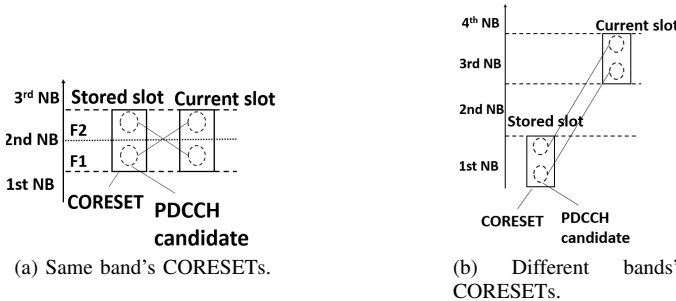 3rd NB
Stored slot
Current slot
F2
2nd NB
F1
1st NB
CORESET
PDCCH
candidate
(a) Same band's CORESETs.
4th NB
Current slot
3rd NB
2nd NB
Stored slot
1st NB
CORESET
PDCCH
candidate
(b) Different bands'
CORESETs.